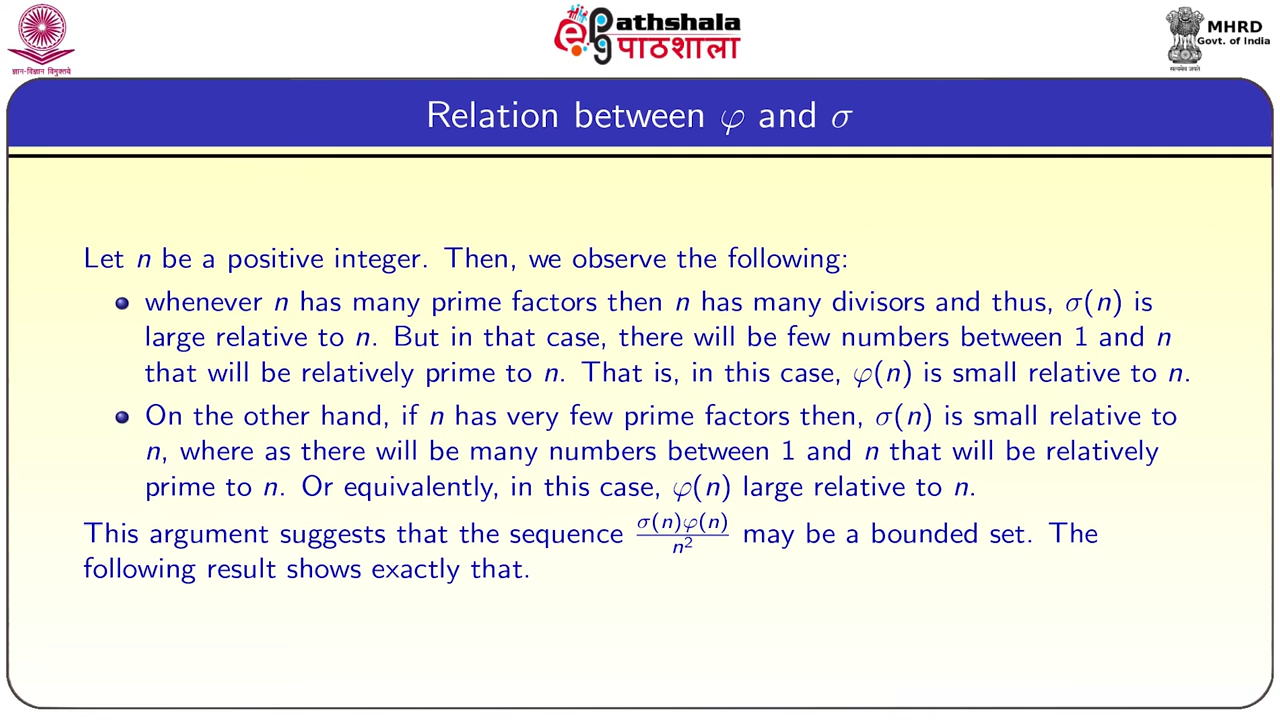 ज्ञान-विज्ञान विमुक्तये
ePathshala
पाठशाला
MHRD
Govt. of India
सत्यमेव जयते
Relation between φ and σ
Let n be a positive integer. Then, we observe the following:
whenever n has many prime factors then n has many divisors and thus, σ(n) is
large relative to n. But in that case, there will be few numbers between 1 and n
that will be relatively prime to n. That is, in this case, φ(n) is small relative to n.
On the other hand, if n has very few prime factors then, σ(n) is small relative to
n, where as there will be many numbers between 1 and n that will be relatively
prime to n. Or equivalently, in this case, φ(n) large relative to n.
This argument suggests that the sequence σ(n)φ(n)/n² may be a bounded set. The
following result shows exactly that.